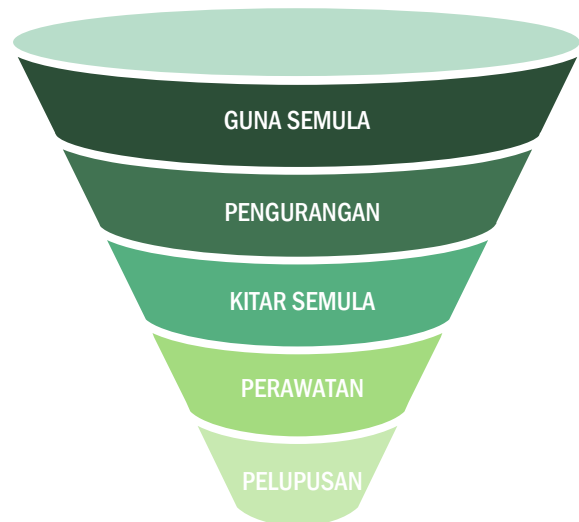 GUNA SEMULA
PENGURANGAN
KITAR SEMULA
PERAWATAN
PELUPUSAN